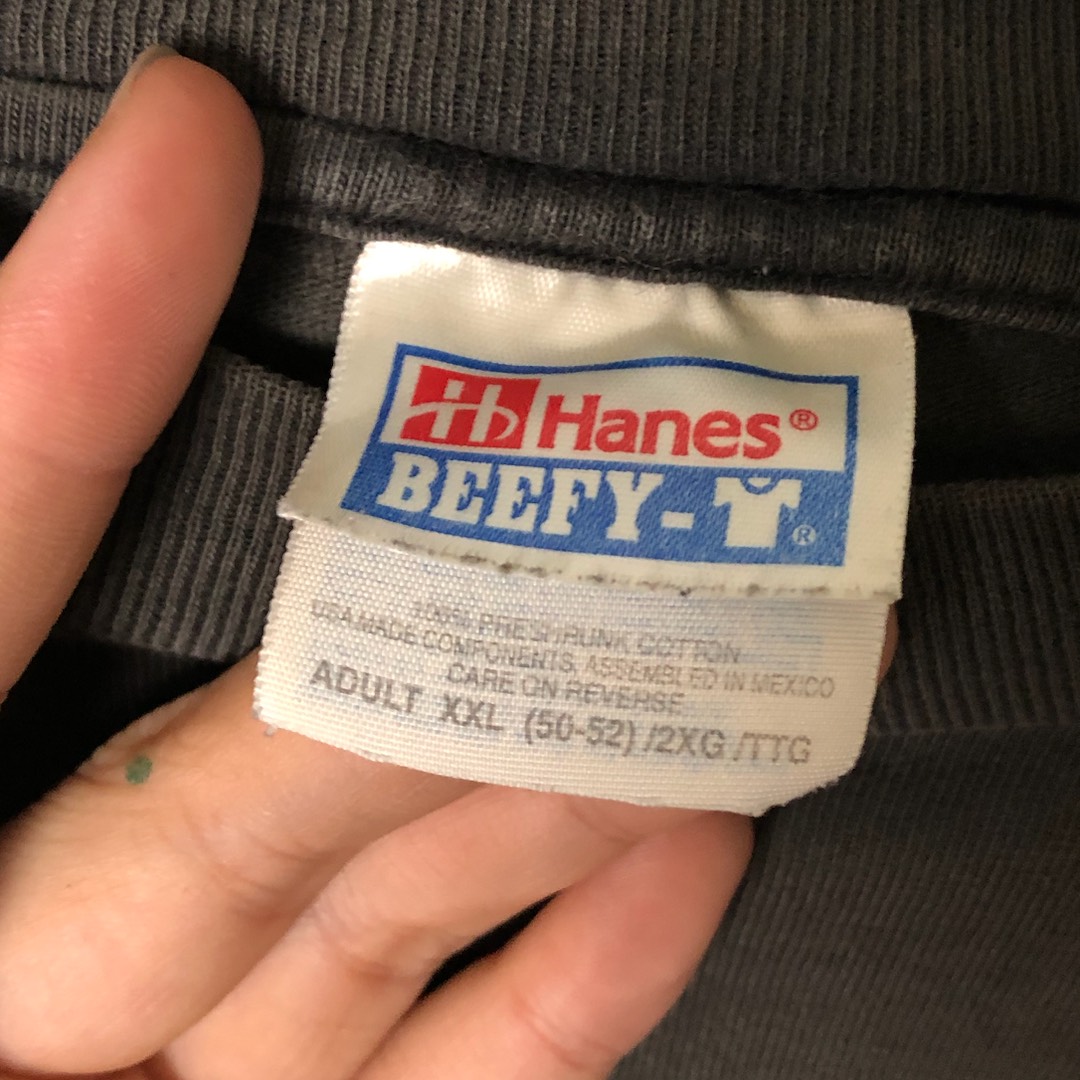 Hanes®
BEEFY-T®
100% PRESHRUNK COTTON
USA MADE COMPONENTS, ASSEMBLED IN MEXICO
CARE ON REVERSE
ADULT XXL (50-52) /2XG /TTG